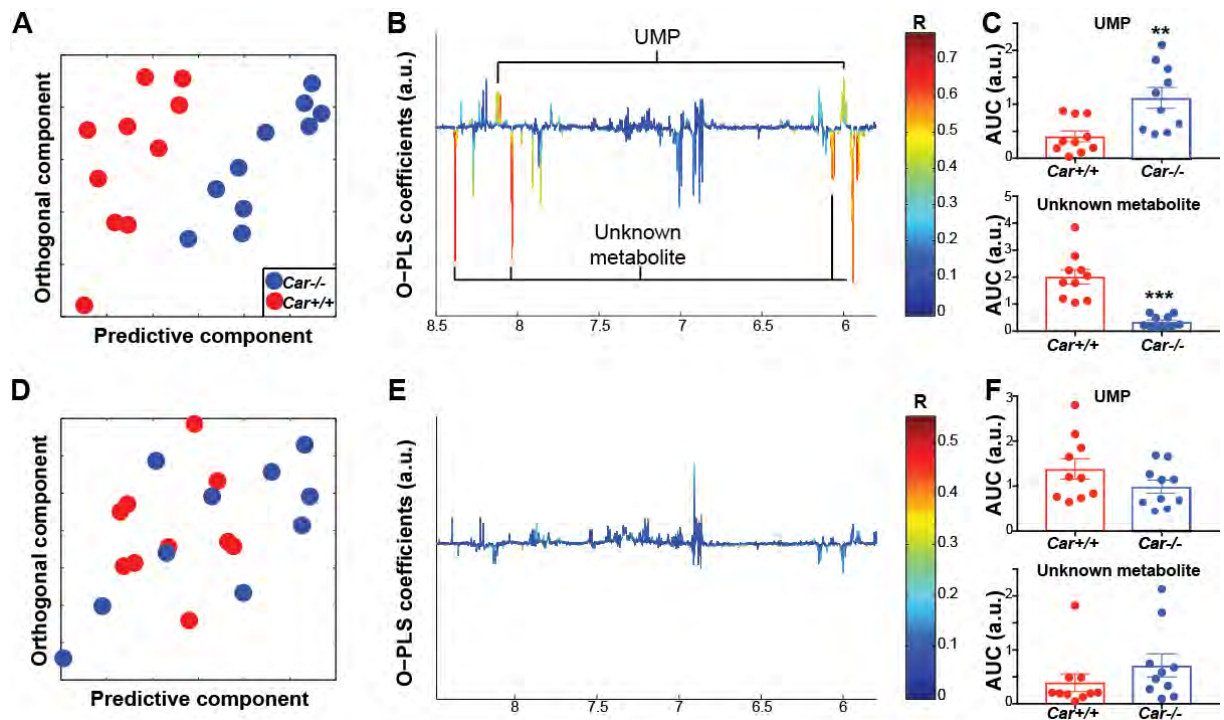 A
Orthogonal component
Car-/-
Car+/+
Predictive component
B
O-PLS coefficients (a.u.)
UMP
Unknown
metabolite
8.5 8 7.5 7 6.5 6
R
0.7
0.6
0.5
0.4
0.3
0.2
0.1
0
C
UMP
AUC (a.u.)
2
1
0
**
Car+/+ Car-/-
Unknown metabolite
AUC (a.u.)
5
4
3
2
1
0
***
Car+/+ Car-/-
D
Orthogonal component
Predictive component
E
O-PLS coefficients (a.u.)
8 7.5 7 6.5 6
R
0.5
0.4
0.3
0.2
0.1
0
F
UMP
AUC (a.u.)
3
2
1
0
Car+/+ Car-/-
Unknown metabolite
AUC (a.u.)
2
1
0
Car+/+ Car-/-